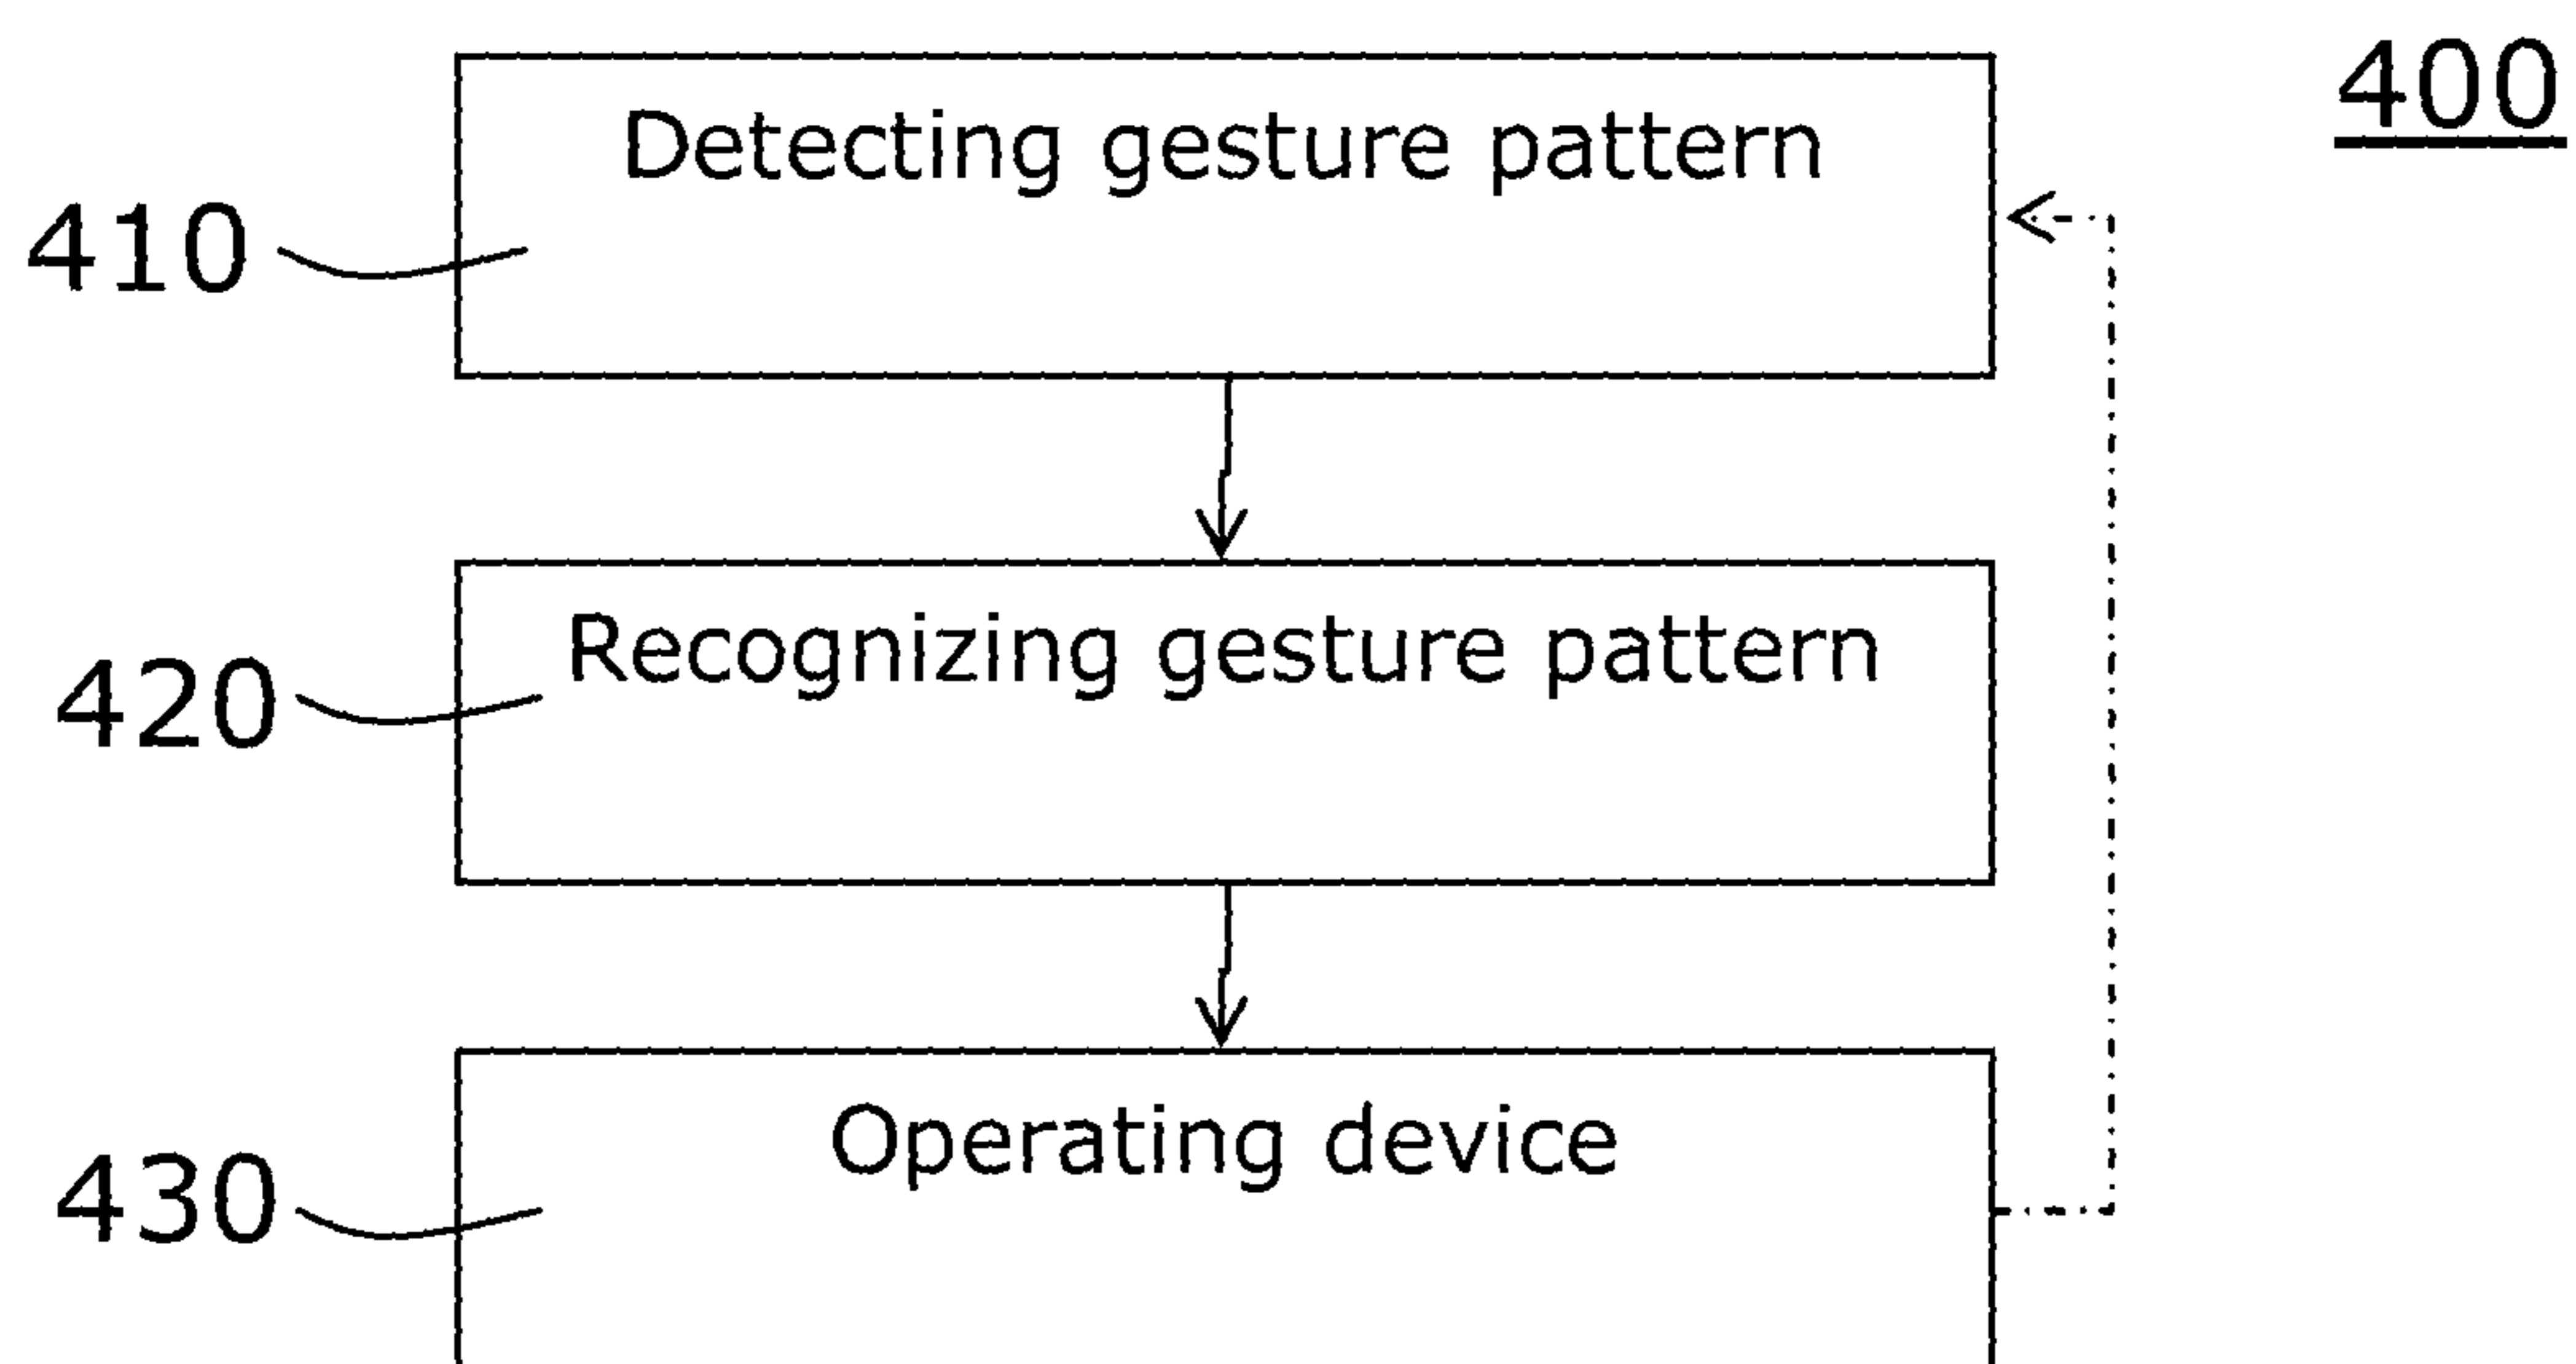 400
Detecting gesture pattern
410
Recognizing gesture pattern
420
Operating device
430